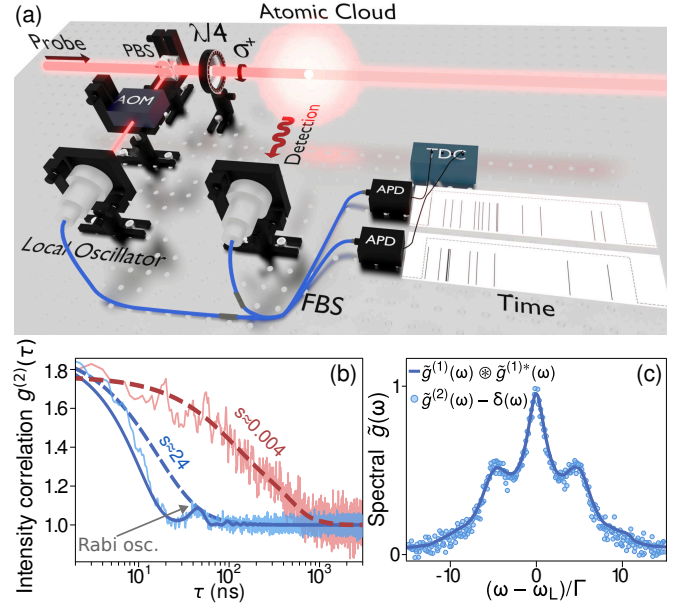 (a)
Atomic Cloud
Probe
PBS
λ/4
σ⁺
AOM
Detection
TDC
APD
APD
Local Oscillator
FBS
Time
(b)
Intensity correlation g̃⁽²⁾(τ)
1.8
1.6
1.4
1.2
1.0
s≈0.004
s≈24
Rabi osc.
10¹ 10² 10³
τ (ns)
(c)
g̃⁽¹⁾(ω) ⊛ g̃⁽¹⁾*(ω)
g̃⁽²⁾(ω) − δ(ω)
Spectral g̃(ω)
1
0
−10 0 10
(ω − ω_L)/Γ